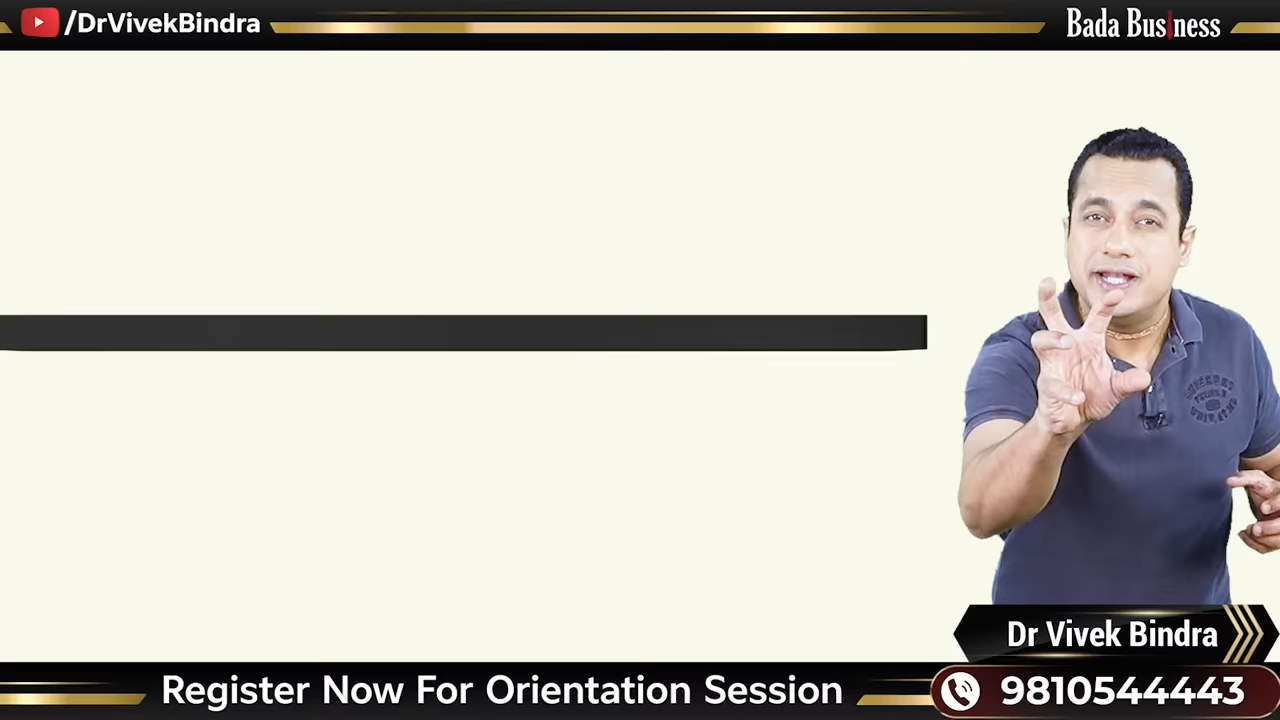 /DrVivekBindra
Bada Business
Dr Vivek Bindra
Register Now For Orientation Session
9810544443